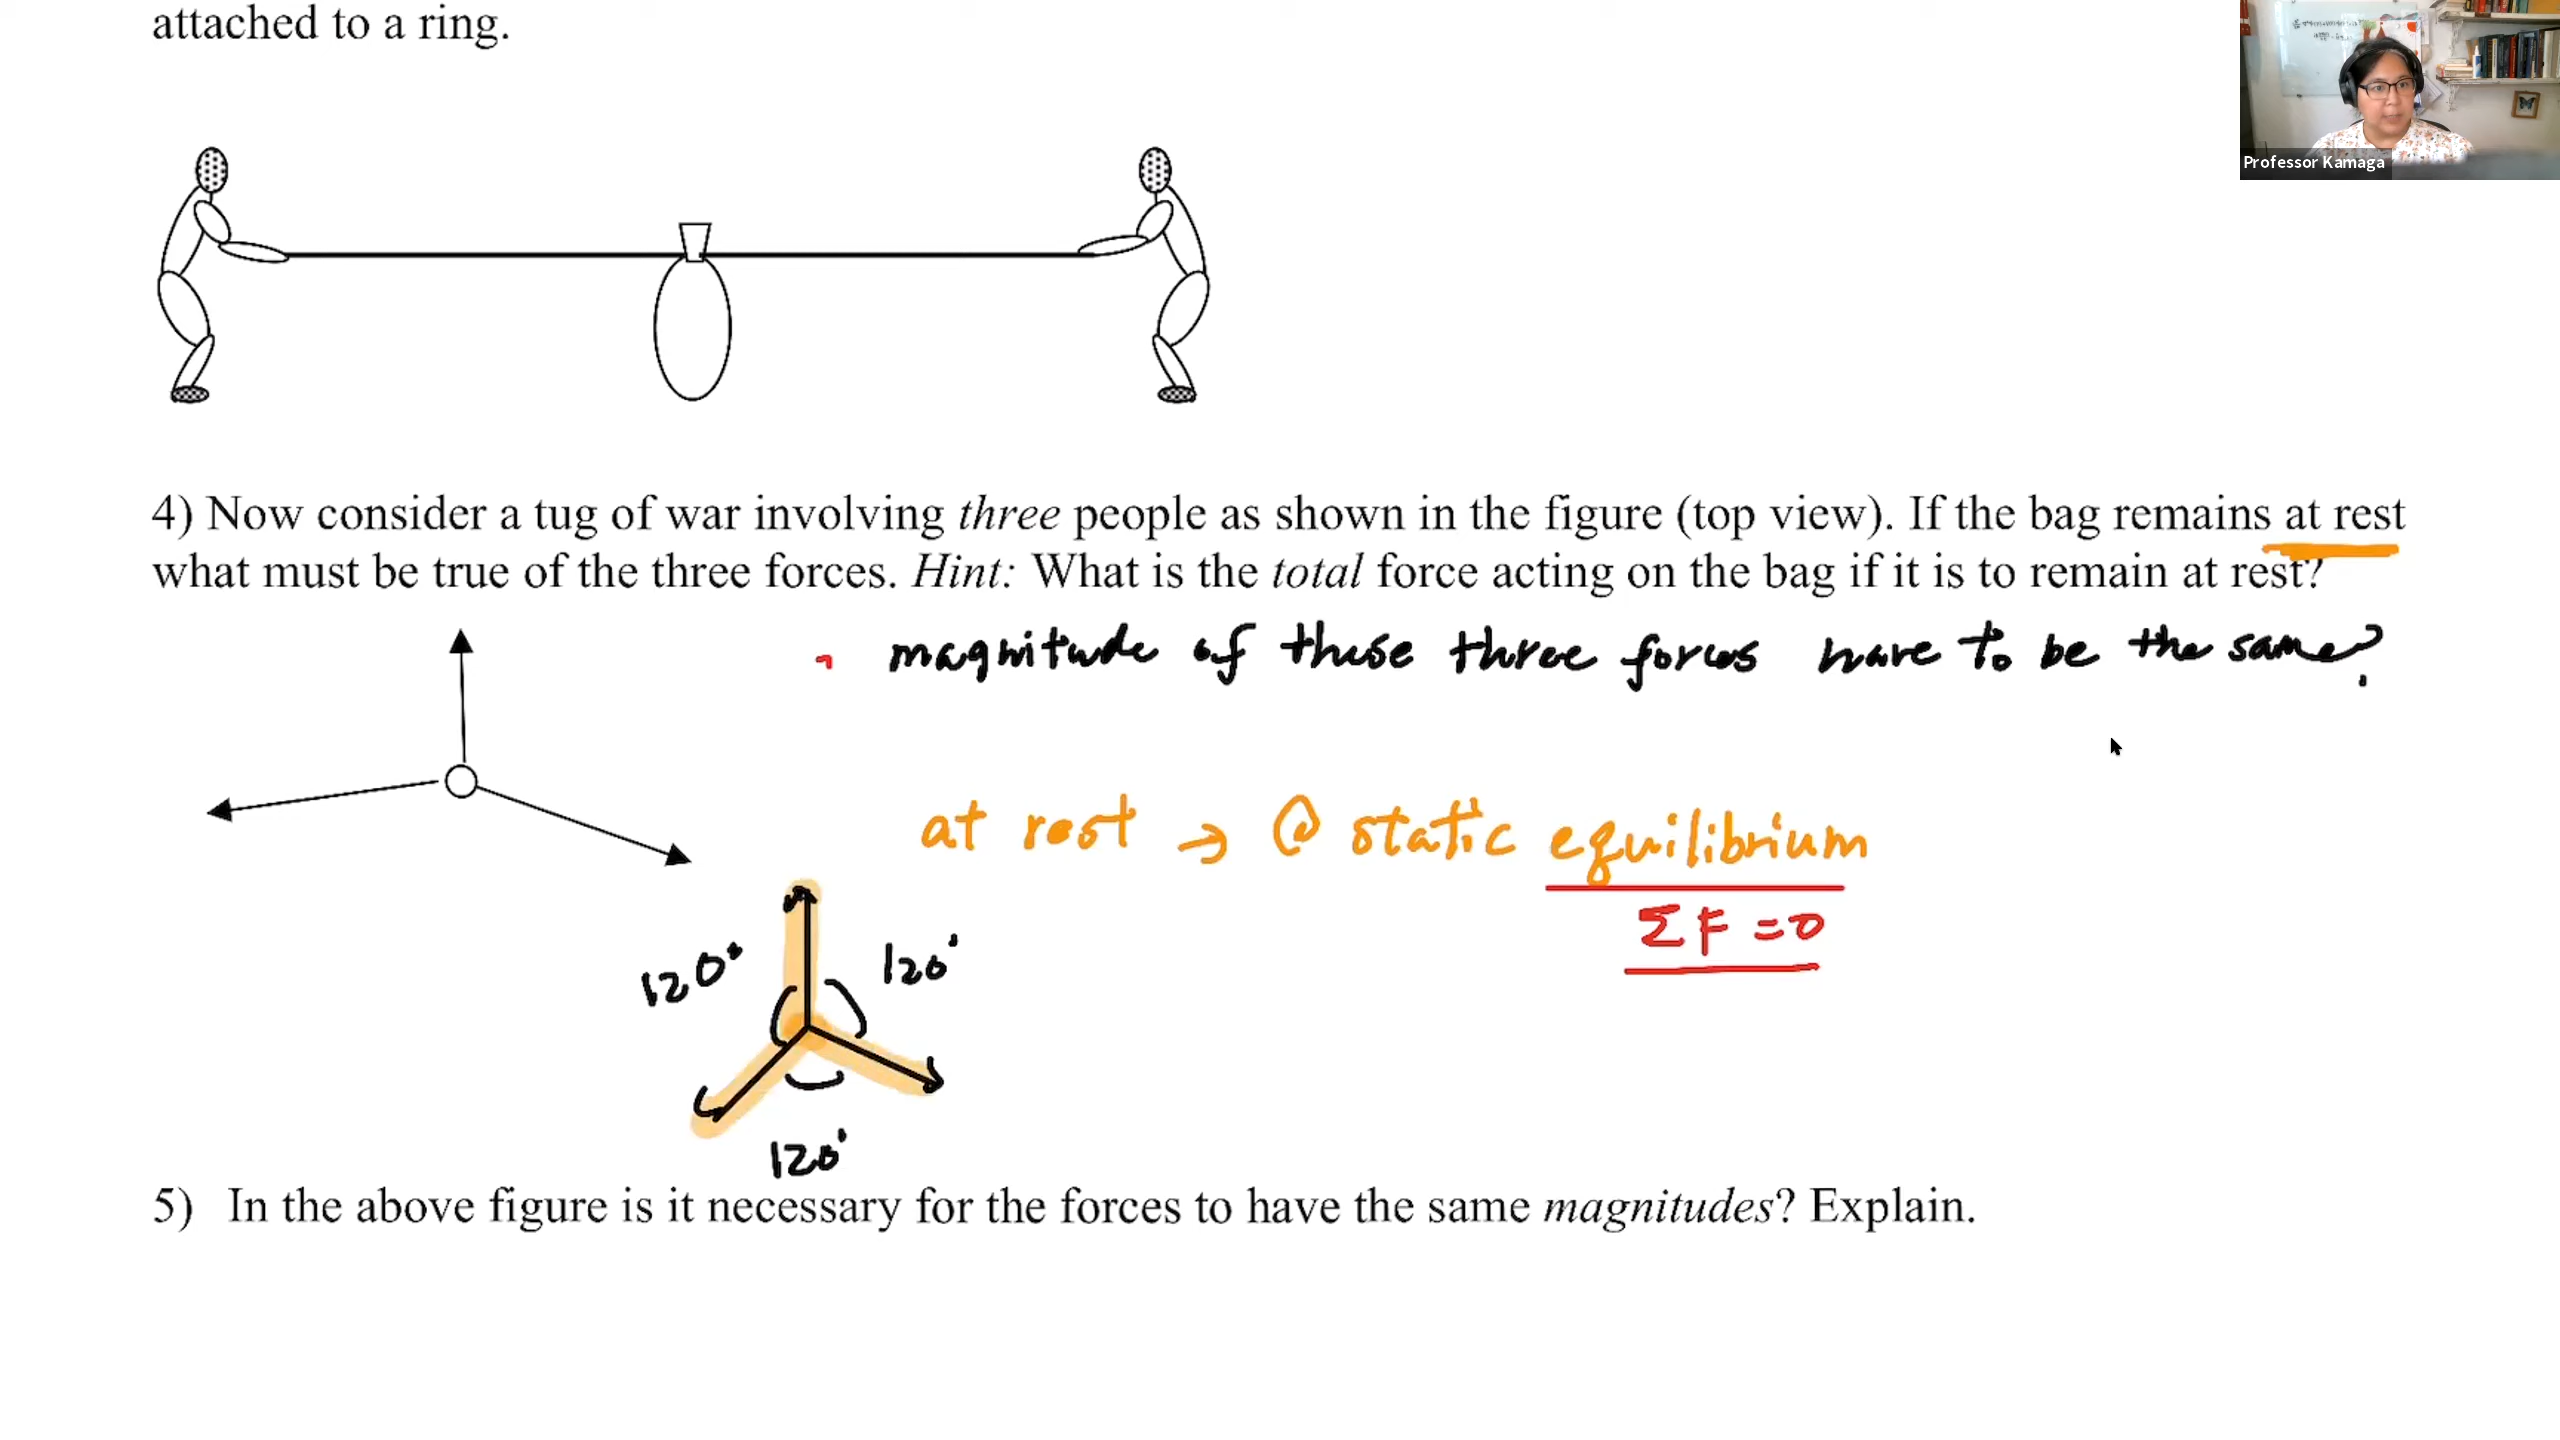 attached to a ring.
Professor Kamaga
4) Now consider a tug of war involving three people as shown in the figure (top view). If the bag remains at rest
what must be true of the three forces. Hint: What is the total force acting on the bag if it is to remain at rest?
magnitude of these three forces have to be the same?
at rest → @ static equilibrium
ΣF = 0
120°
120°
120°
5) In the above figure is it necessary for the forces to have the same magnitudes? Explain.